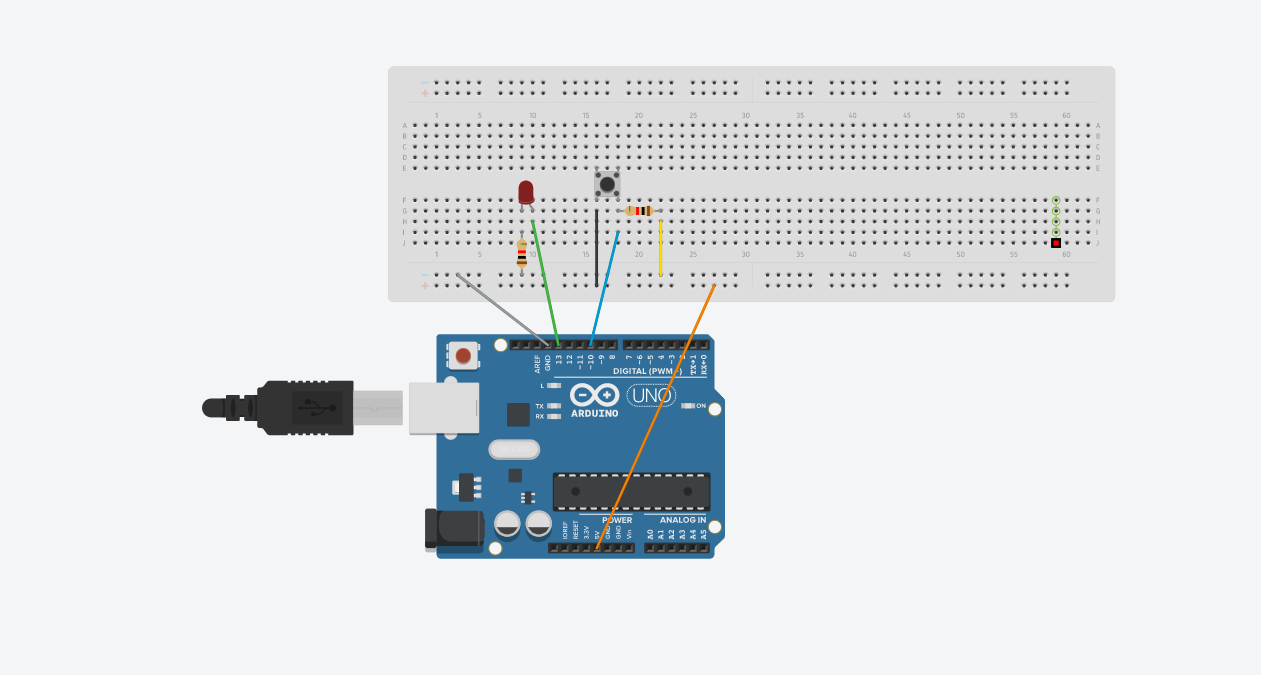 1 5 10 15 20 25 30 35 40 45 50 55 60
A A
B B
C C
D D
E E
F F
G G
H H
I I
J J
1 5 10 15 20 25 30 35 40 45 50 55 60
AREF GND 13 12 ~11 ~10 ~9 8 7 ~6 ~5 4 ~3 TX→1 RX←0
DIGITAL (PWM~)
L
TX
RX
ARDUINO
UNO
ON
POWER
ANALOG IN
IOREF RESET 3.3V 5V GND GND Vin A0 A1 A2 A3 A4 A5